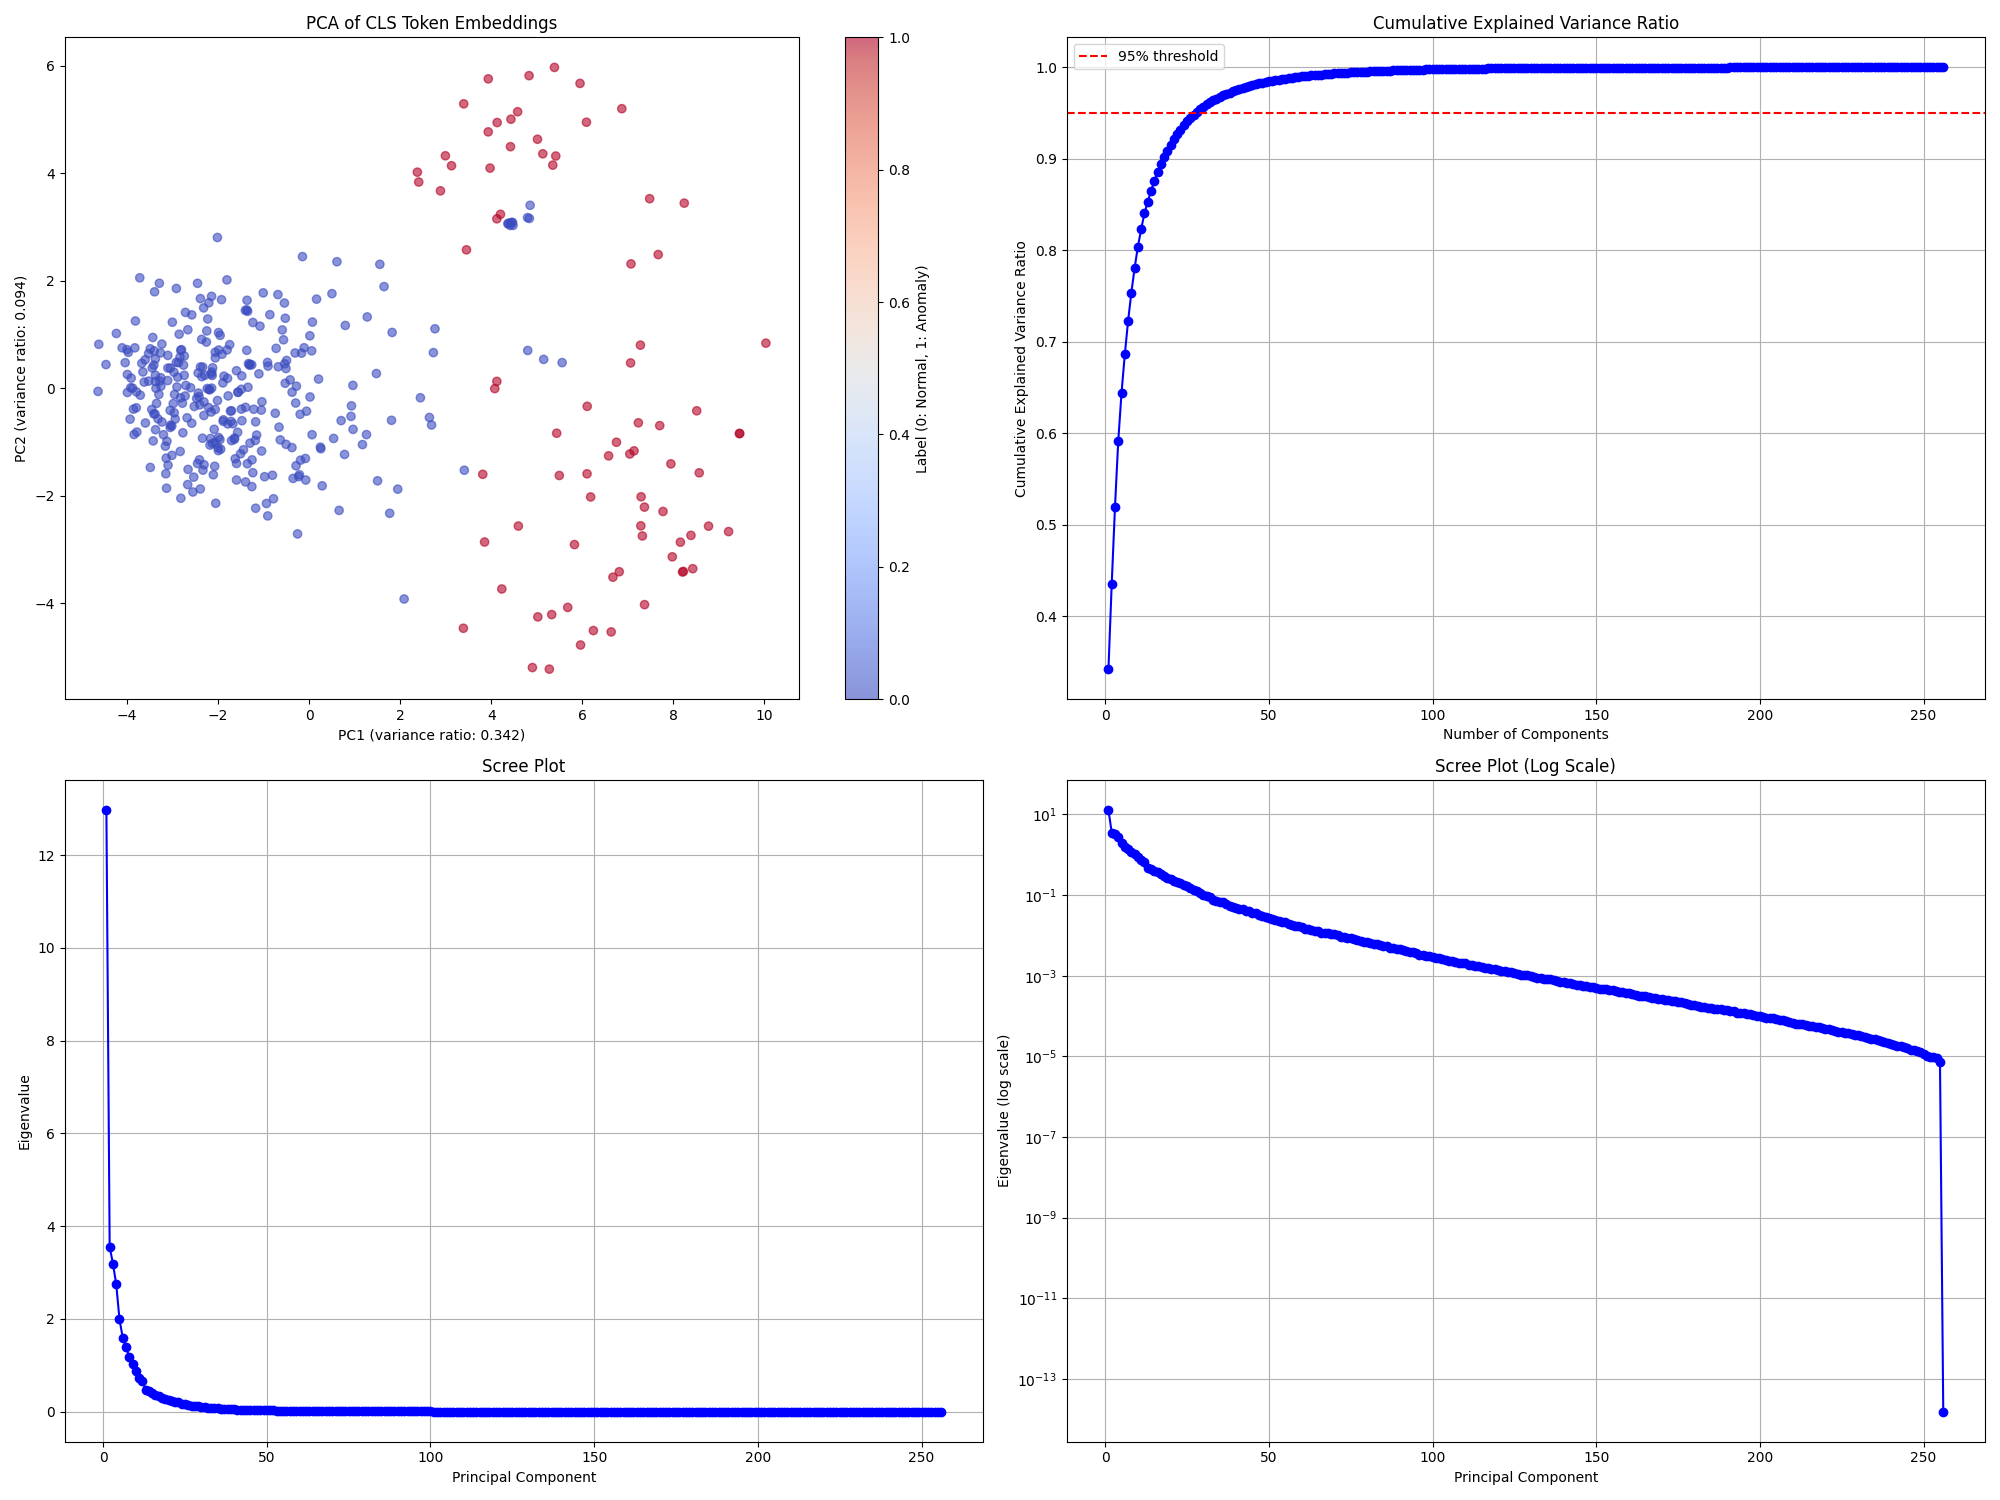 PCA of CLS Token Embeddings
6
4
2
0
−2
−4
PC2 (variance ratio: 0.094)
−4 −2 0 2 4 6 8 10
PC1 (variance ratio: 0.342)
1.0
0.8
0.6
0.4
0.2
0.0
Label (0: Normal, 1: Anomaly)
Cumulative Explained Variance Ratio
95% threshold
1.0
0.9
0.8
0.7
0.6
0.5
0.4
Cumulative Explained Variance Ratio
0 50 100 150 200 250
Number of Components
Scree Plot
12
10
8
6
4
2
0
Eigenvalue
0 50 100 150 200 250
Principal Component
Scree Plot (Log Scale)
10¹
10⁻¹
10⁻³
10⁻⁵
10⁻⁷
10⁻⁹
10⁻¹¹
10⁻¹³
Eigenvalue (log scale)
0 50 100 150 200 250
Principal Component